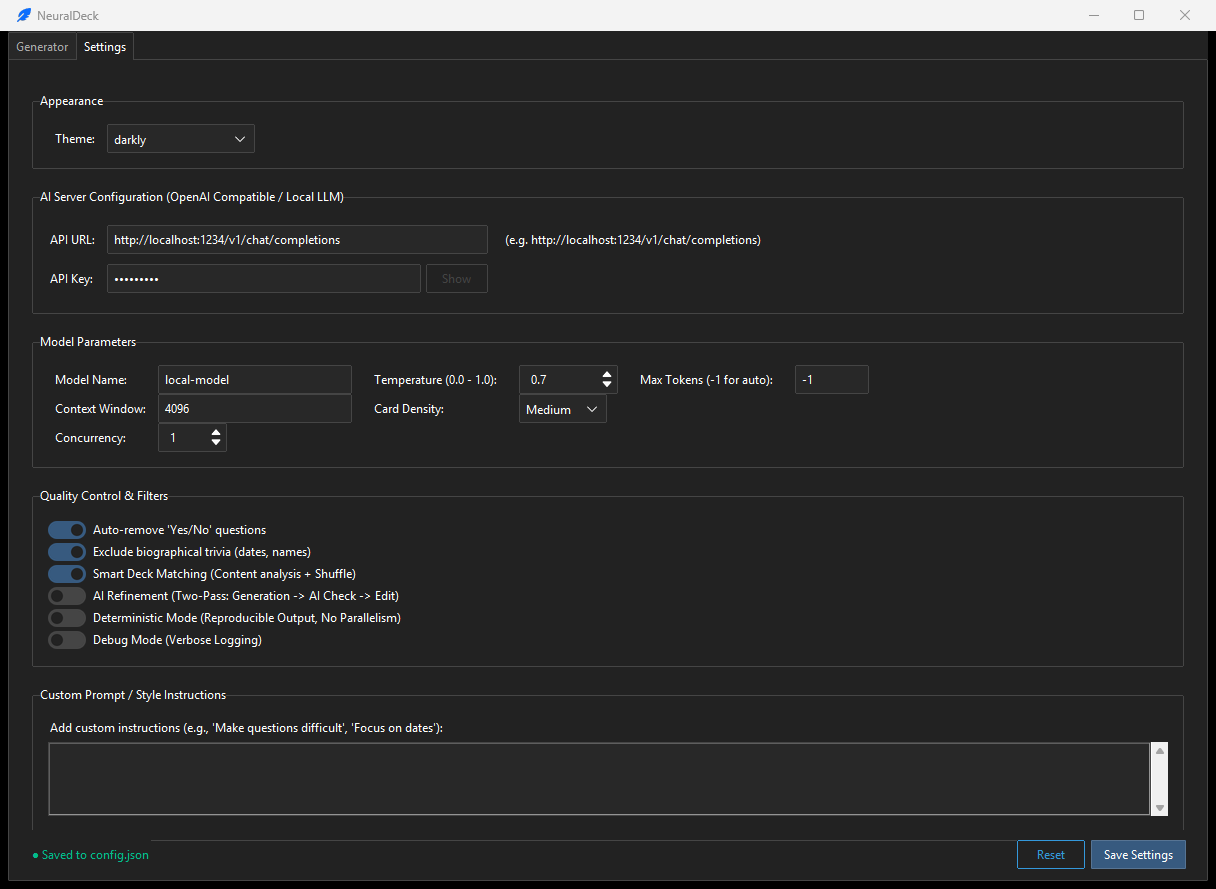 NeuralDeck
Generator Settings
Appearance
Theme: darkly
AI Server Configuration (OpenAI Compatible / Local LLM)
API URL: http://localhost:1234/v1/chat/completions (e.g. http://localhost:1234/v1/chat/completions)
API Key: ••••••••• Show
Model Parameters
Model Name: local-model Temperature (0.0 - 1.0): 0.7 Max Tokens (-1 for auto): -1
Context Window: 4096 Card Density: Medium
Concurrency: 1
Quality Control & Filters
Auto-remove 'Yes/No' questions
Exclude biographical trivia (dates, names)
Smart Deck Matching (Content analysis + Shuffle)
AI Refinement (Two-Pass: Generation -> AI Check -> Edit)
Deterministic Mode (Reproducible Output, No Parallelism)
Debug Mode (Verbose Logging)
Custom Prompt / Style Instructions
Add custom instructions (e.g., 'Make questions difficult', 'Focus on dates'):
● Saved to config.json Reset Save Settings